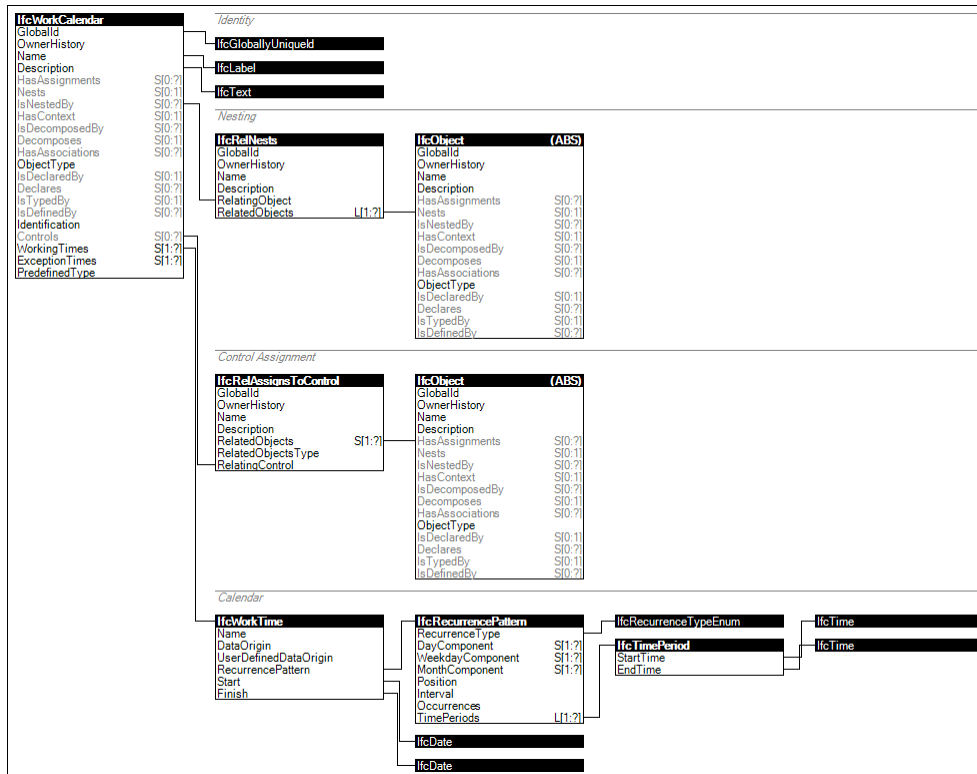 IfcWorkCalendar
GlobalId
OwnerHistory
Name
Description
HasAssignments S[0:?]
Nests S[0:1]
IsNestedBy S[0:?]
HasContext S[0:1]
IsDecomposedBy S[0:?]
Decomposes S[0:1]
HasAssociations S[0:?]
ObjectType
IsDeclaredBy S[0:1]
Declares S[0:?]
IsTypedBy S[0:1]
IsDefinedBy S[0:?]
Identification
Controls S[0:?]
WorkingTimes S[1:?]
ExceptionTimes S[1:?]
PredefinedType
Identity
IfcGloballyUniqueId
IfcLabel
IfcText
Nesting
IfcRelNests
GlobalId
OwnerHistory
Name
Description
RelatingObject
RelatedObjects L[1:?]
IfcObject (ABS)
GlobalId
OwnerHistory
Name
Description
HasAssignments S[0:?]
Nests S[0:1]
IsNestedBy S[0:?]
HasContext S[0:1]
IsDecomposedBy S[0:?]
Decomposes S[0:1]
HasAssociations S[0:?]
ObjectType
IsDeclaredBy S[0:1]
Declares S[0:?]
IsTypedBy S[0:1]
IsDefinedBy S[0:?]
Control Assignment
IfcRelAssignsToControl
GlobalId
OwnerHistory
Name
Description
RelatedObjects S[1:?]
RelatedObjectsType
RelatingControl
IfcObject (ABS)
GlobalId
OwnerHistory
Name
Description
HasAssignments S[0:?]
Nests S[0:1]
IsNestedBy S[0:?]
HasContext S[0:1]
IsDecomposedBy S[0:?]
Decomposes S[0:1]
HasAssociations S[0:?]
ObjectType
IsDeclaredBy S[0:1]
Declares S[0:?]
IsTypedBy S[0:1]
IsDefinedBy S[0:?]
Calendar
IfcWorkTime
Name
DataOrigin
UserDefinedDataOrigin
RecurrencePattern
Start
Finish
IfcRecurrencePattern
RecurrenceType
DayComponent S[1:?]
WeekdayComponent S[1:?]
MonthComponent S[1:?]
Position
Interval
Occurrences
TimePeriods L[1:?]
IfcDate
IfcDate
IfcRecurrenceTypeEnum
IfcTimePeriod
StartTime
EndTime
IfcTime
IfcTime